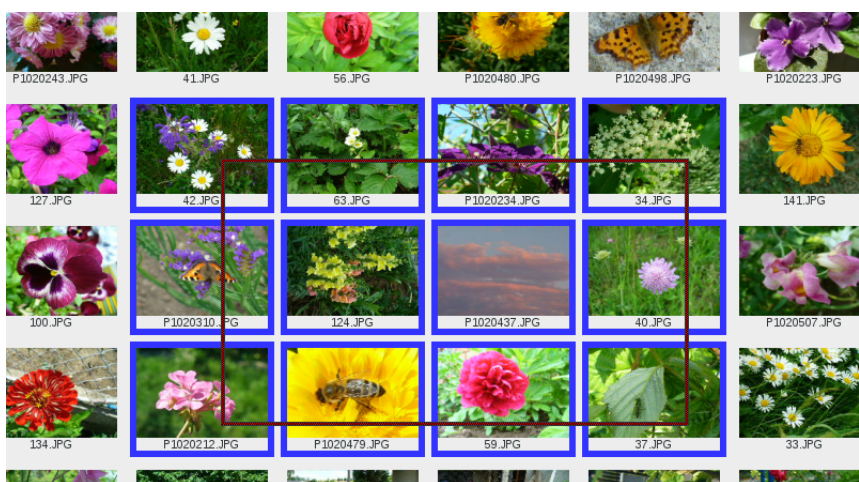 P1020243.JPG 41.JPG 56.JPG P1020480.JPG P1020498.JPG P1020223.JPG
127.JPG 42.JPG 63.JPG P1020234.JPG 34.JPG 141.JPG
100.JPG P1020310.JPG 124.JPG P1020437.JPG 40.JPG P1020507.JPG
134.JPG P1020212.JPG P1020479.JPG 59.JPG 37.JPG 33.JPG